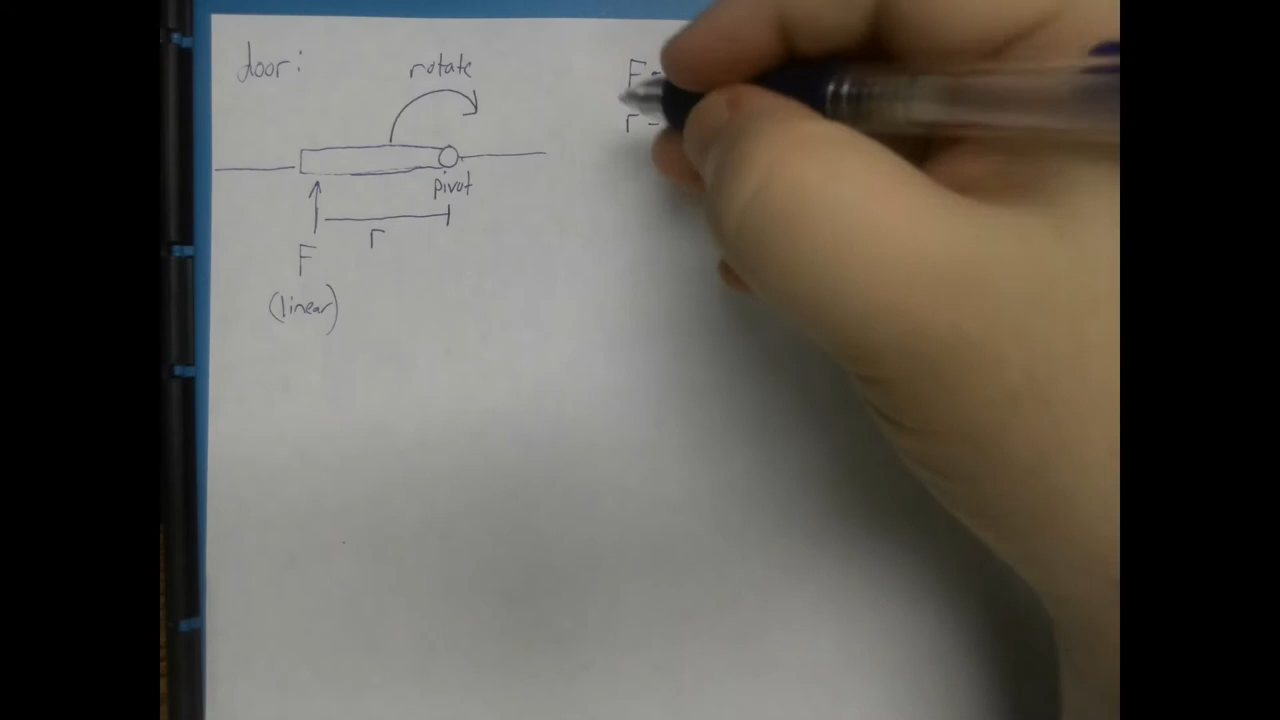 door:
rotate
pivot
r
F
(linear)
F -
r -